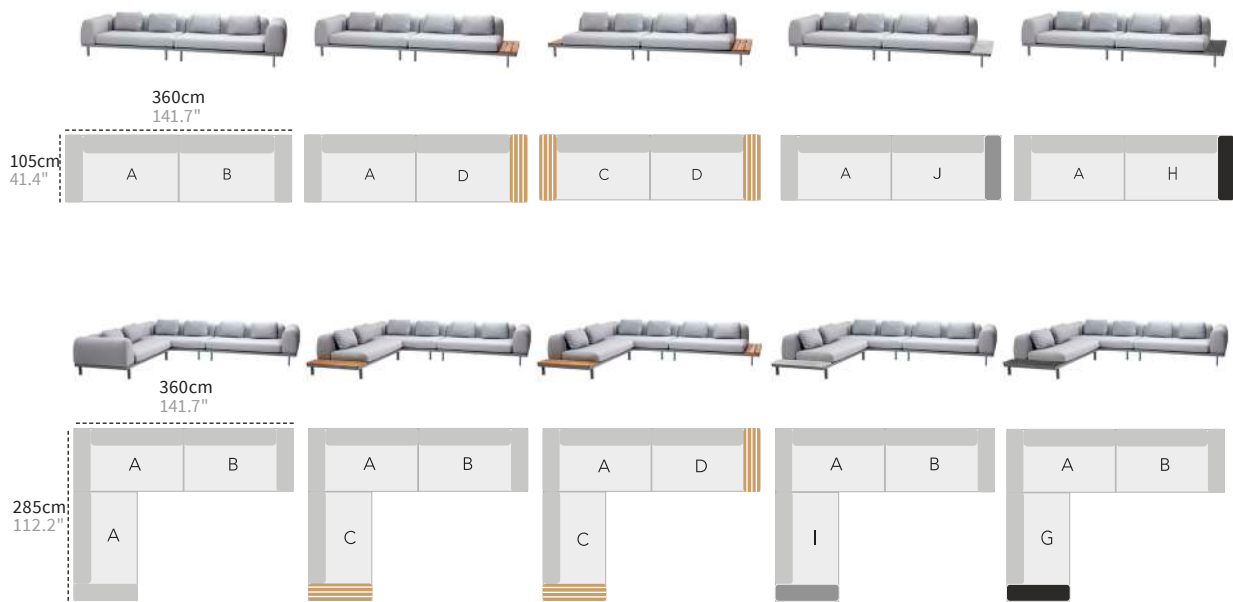 360cm
141.7"
105cm
41.4"
A B
A D
C D
A J
A H
360cm
141.7"
285cm
112.2"
A B
A B
A D
A B
A B
A
C
C
I
G